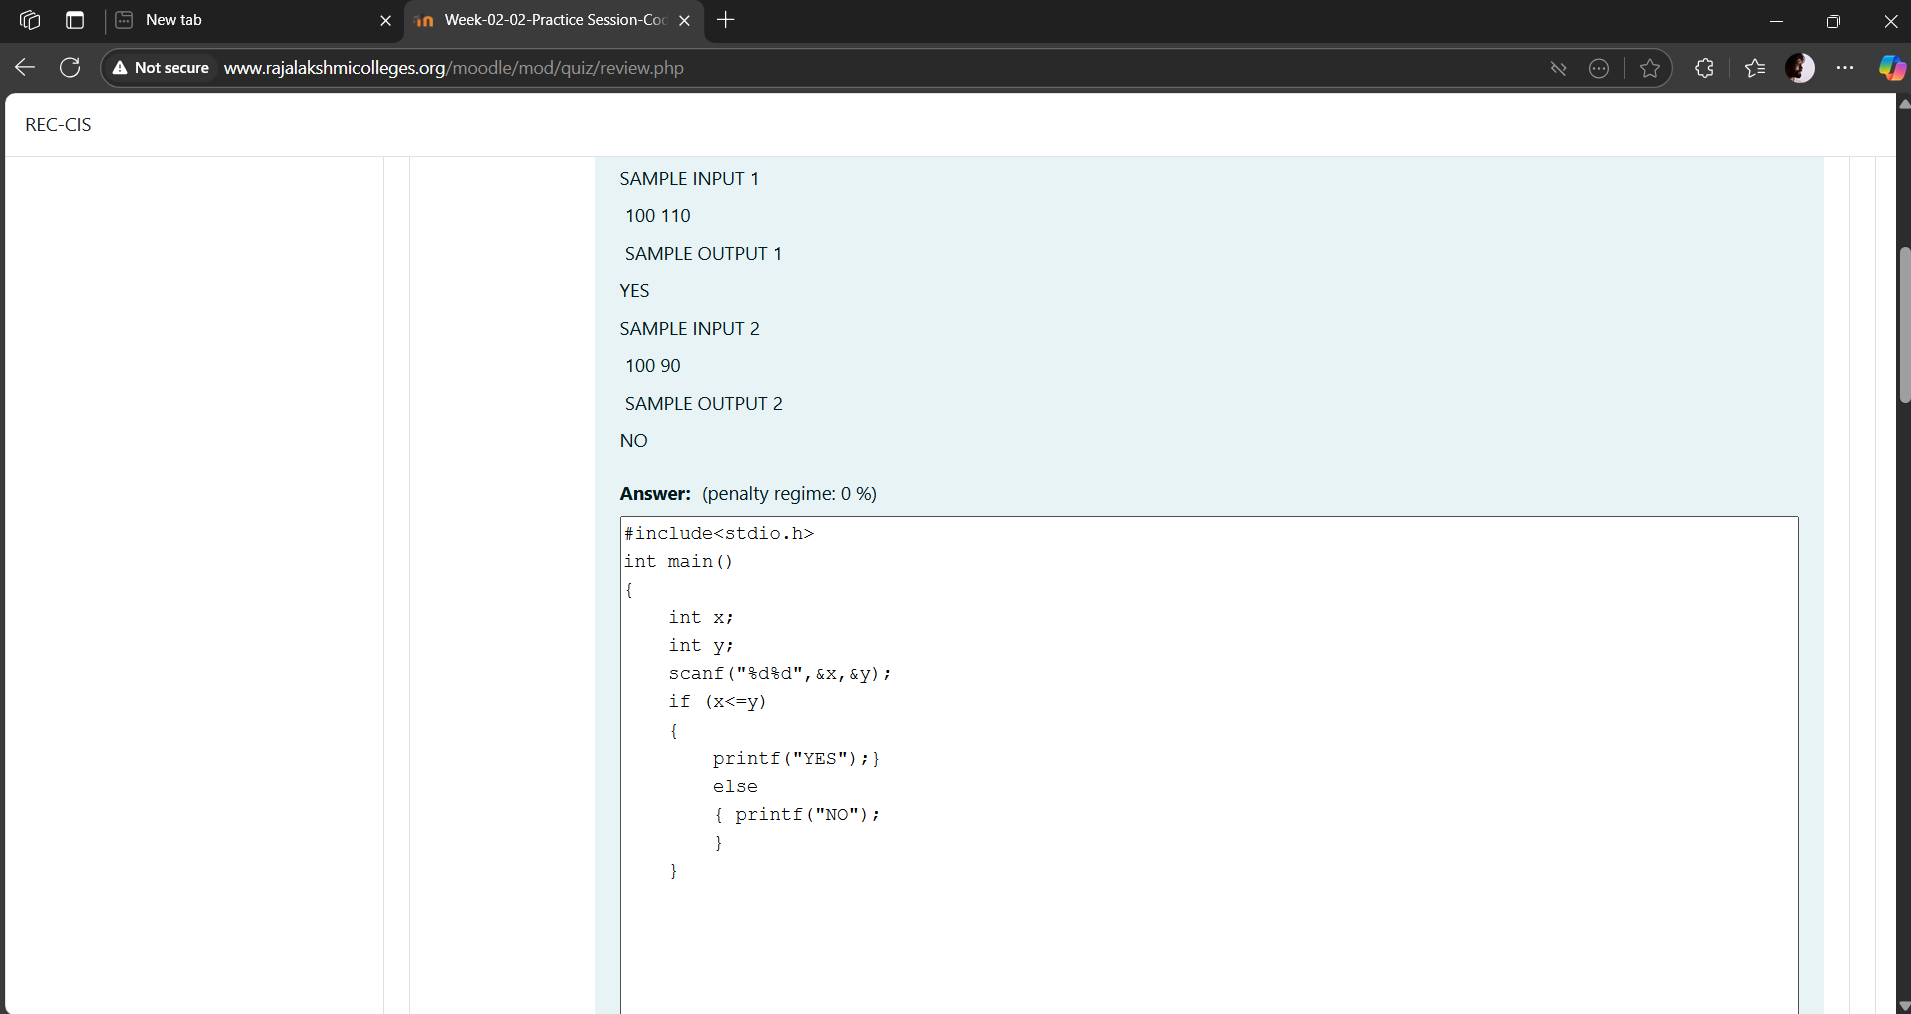 New tab
Week-02-02-Practice Session-Co
Not secure www.rajalakshmicolleges.org/moodle/mod/quiz/review.php
REC-CIS
SAMPLE INPUT 1
100 110
SAMPLE OUTPUT 1
YES
SAMPLE INPUT 2
100 90
SAMPLE OUTPUT 2
NO
Answer: (penalty regime: 0 %)
#include<stdio.h>
int main()
{
    int x;
    int y;
    scanf("%d%d",&x,&y);
    if (x<=y)
    {
        printf("YES");}
        else
        { printf("NO");
        }
    }